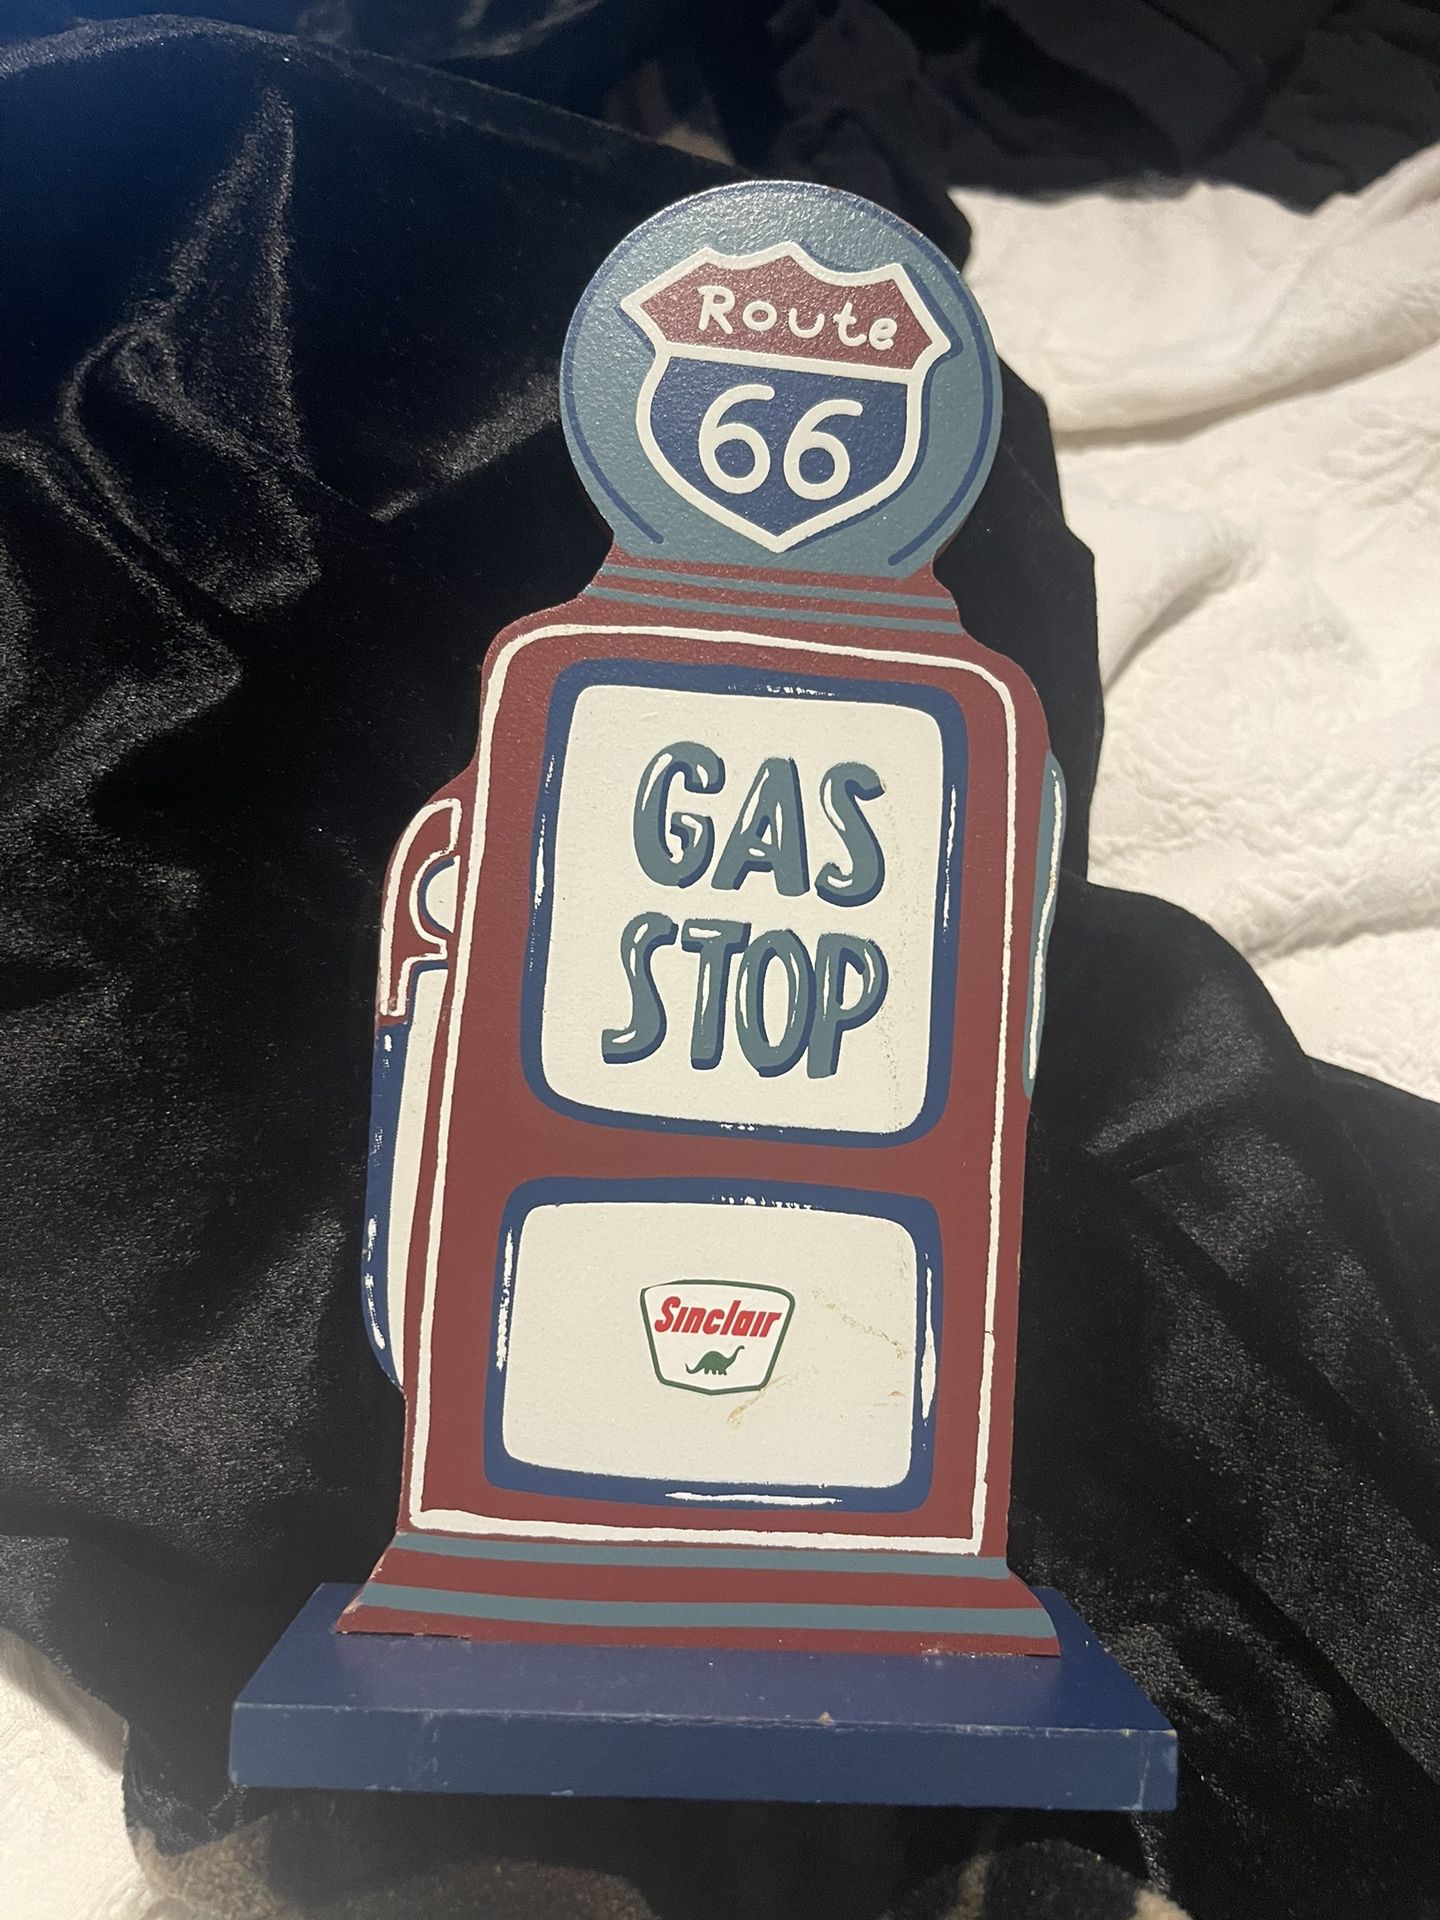 Route
66
GAS
STOP
Sinclair